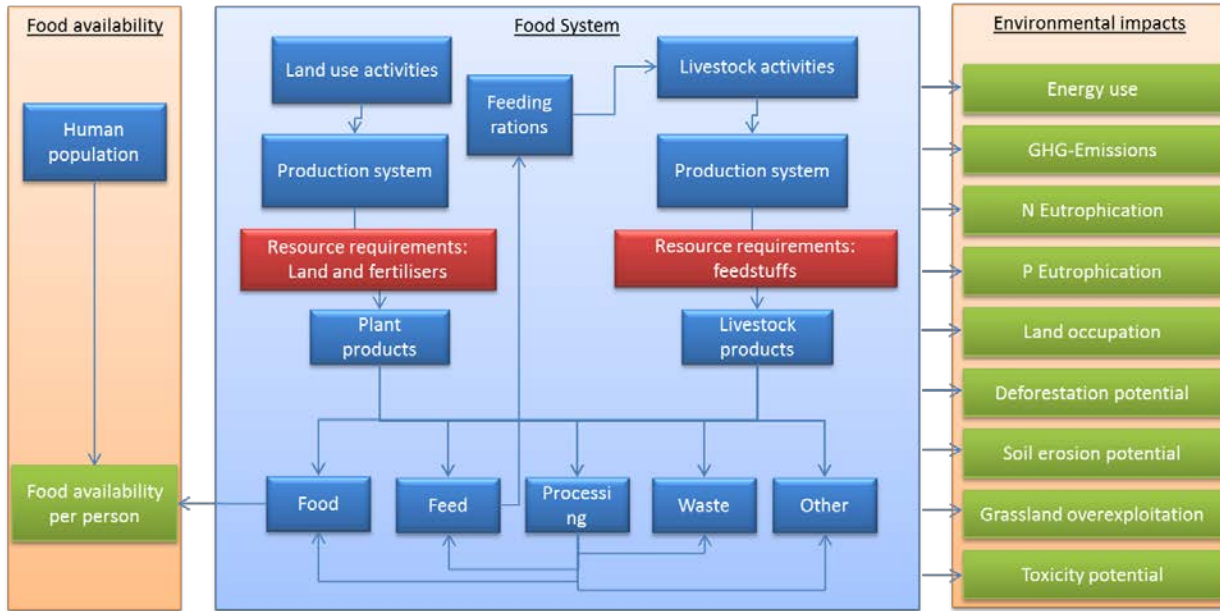 Food availability
Human
population
Food availability
per person
Food System
Land use activities
Feeding
rations
Livestock activities
Production system
Production system
Resource requirements:
Land and fertilisers
Resource requirements:
feedstuffs
Plant
products
Livestock
products
Food
Feed
Processi
ng
Waste
Other
Environmental impacts
Energy use
GHG-Emissions
N Eutrophication
P Eutrophication
Land occupation
Deforestation potential
Soil erosion potential
Grassland overexploitation
Toxicity potential